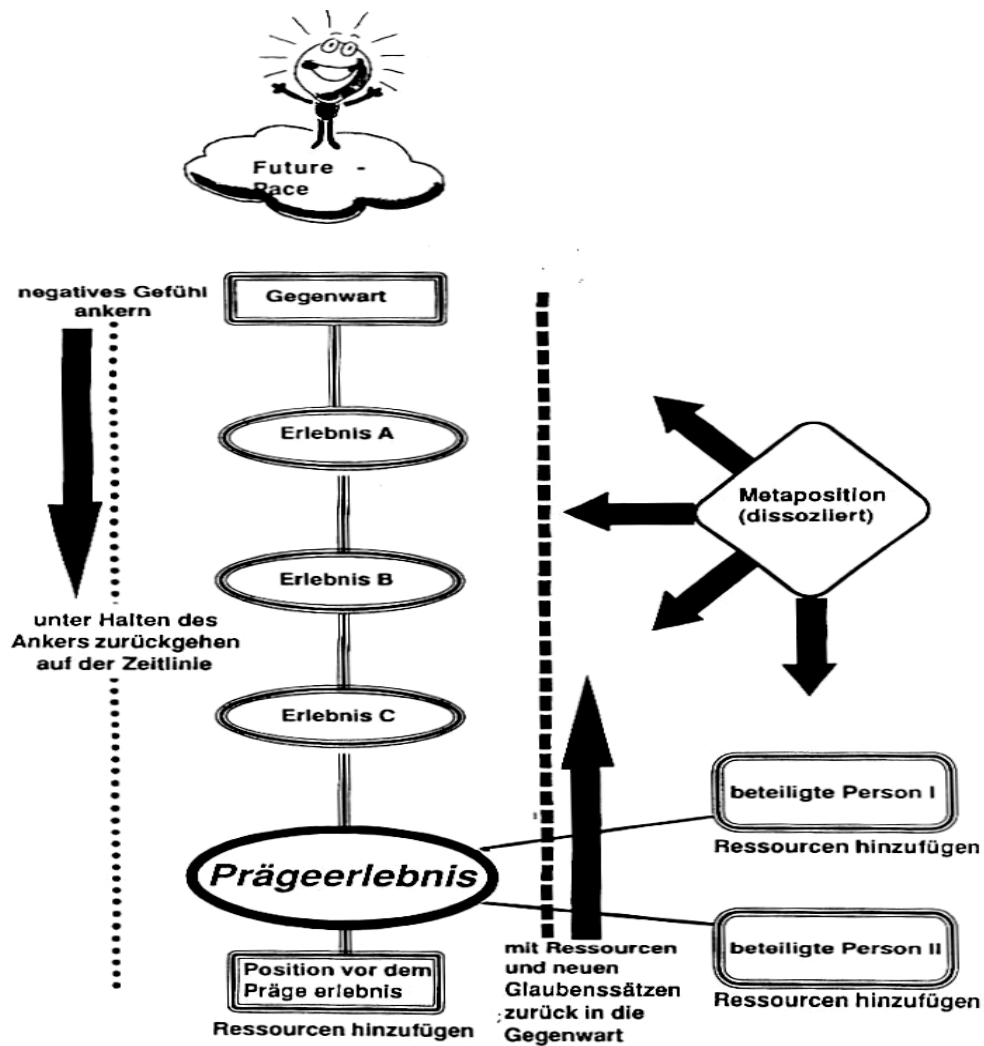 Future -
Pace
negatives Gefühl
ankern
Gegenwart
Erlebnis A
Metaposition
(dissoziiert)
Erlebnis B
unter Halten des
Ankers zurückgehen
auf der Zeitlinie
Erlebnis C
beteiligte Person I
Ressourcen hinzufügen
Prägeerlebnis
beteiligte Person II
Ressourcen hinzufügen
Position vor dem
Präge erlebnis
Ressourcen hinzufügen
mit Ressourcen
und neuen
Glaubenssätzen
zurück in die
Gegenwart